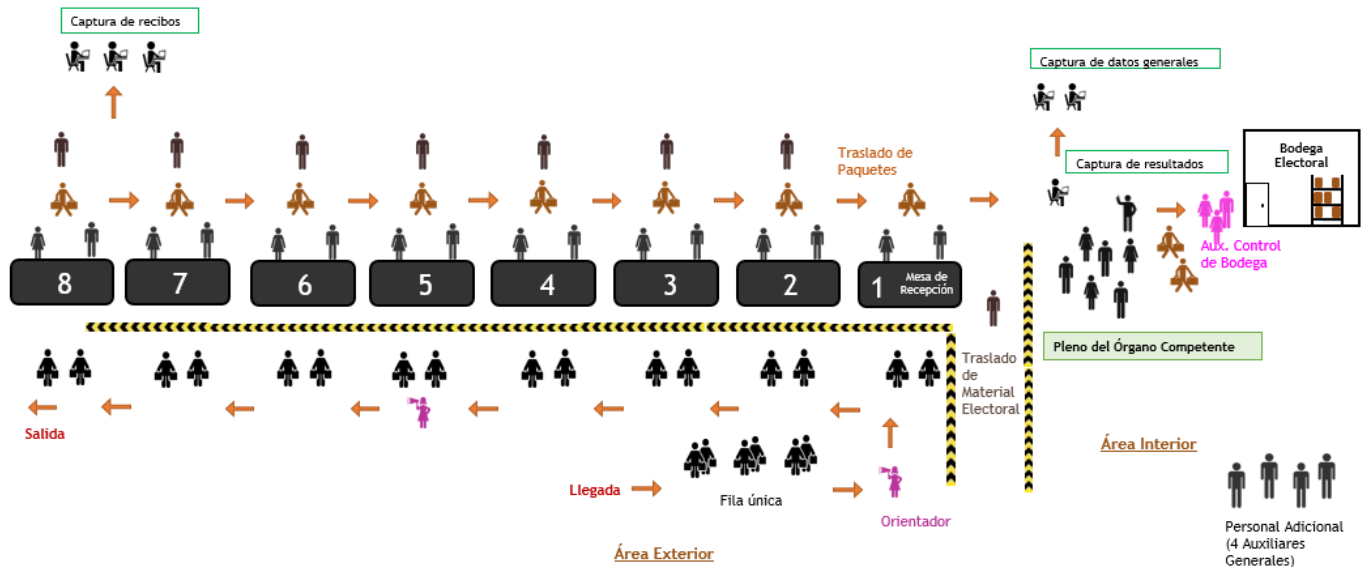 Captura de recibos
Captura de datos generales
Captura de resultados
Bodega
Electoral
Traslado de
Paquetes
Aux. Control
de Bodega
8
7
6
5
4
3
2
1
Mesa de
Recepción
Pleno del Órgano Competente
Traslado
de
Material
Electoral
Salida
Llegada
Fila única
Orientador
Área Interior
Área Exterior
Personal Adicional
(4 Auxiliares
Generales)